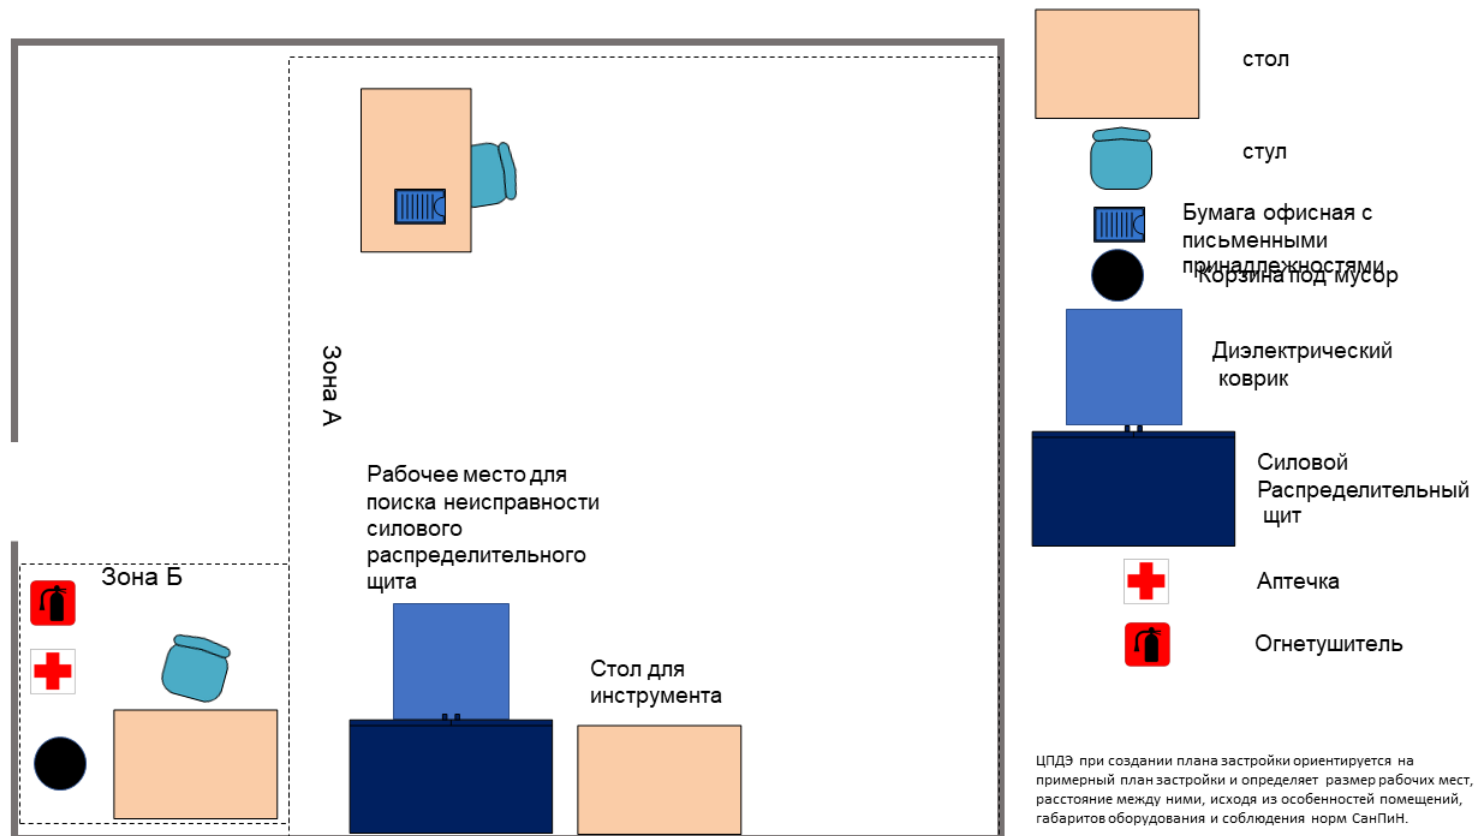 Зона А
Рабочее место для
поиска неисправности
силового
распределительного
щита
Зона Б
Стол для
инструмента
стол
стул
Бумага офисная с
письменными
принадлежностями
Корзина под мусор
Диэлектрический
коврик
Силовой
Распределительный
щит
Аптечка
Огнетушитель
ЦПДЭ при создании плана застройки ориентируется на
примерный план застройки и определяет размер рабочих мест,
расстояние между ними, исходя из особенностей помещений,
габаритов оборудования и соблюдения норм СанПиН.